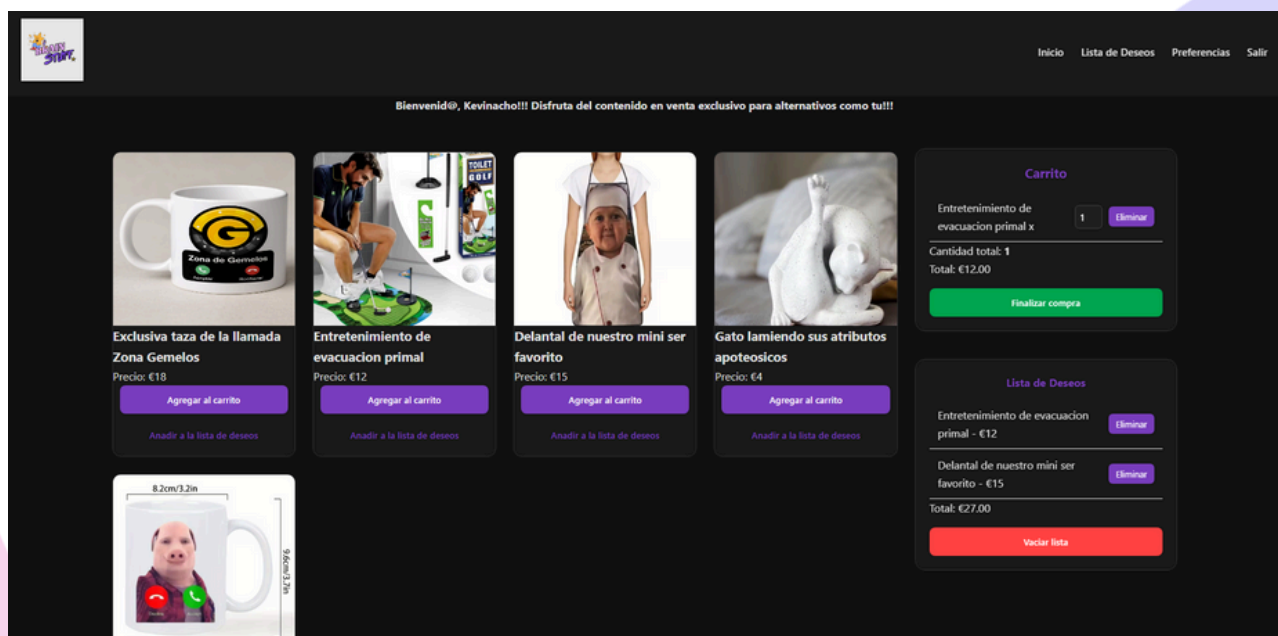 BRAIN
STUFF.
Inicio Lista de Deseos Preferencias Salir
Bienvenid@, Kevinacho!!! Disfruta del contenido en venta exclusivo para alternativos como tu!!!
G
Zona de Gemelos
Exclusiva taza de la llamada
Zona Gemelos
Precio: €18
Agregar al carrito
Anadir a la lista de deseos
TOILET
GOLF
Entretenimiento de
evacuacion primal
Precio: €12
Agregar al carrito
Anadir a la lista de deseos
Delantal de nuestro mini ser
favorito
Precio: €15
Agregar al carrito
Anadir a la lista de deseos
Gato lamiendo sus atributos
apoteosicos
Precio: €4
Agregar al carrito
Anadir a la lista de deseos
8.2cm/3.2in
9.6cm/3.7in
Carrito
Entretenimiento de
evacuacion primal x
1
Eliminar
Cantidad total: 1
Total: €12.00
Finalizar compra
Lista de Deseos
Entretenimiento de evacuacion
primal - €12
Eliminar
Delantal de nuestro mini ser
favorito - €15
Eliminar
Total: €27.00
Vaciar lista